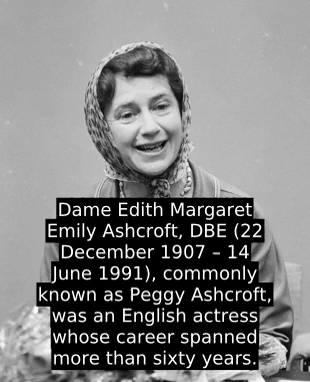 Dame Edith Margaret
Emily Ashcroft, DBE (22
December 1907 – 14
June 1991), commonly
known as Peggy Ashcroft,
was an English actress
whose career spanned
more than sixty years.